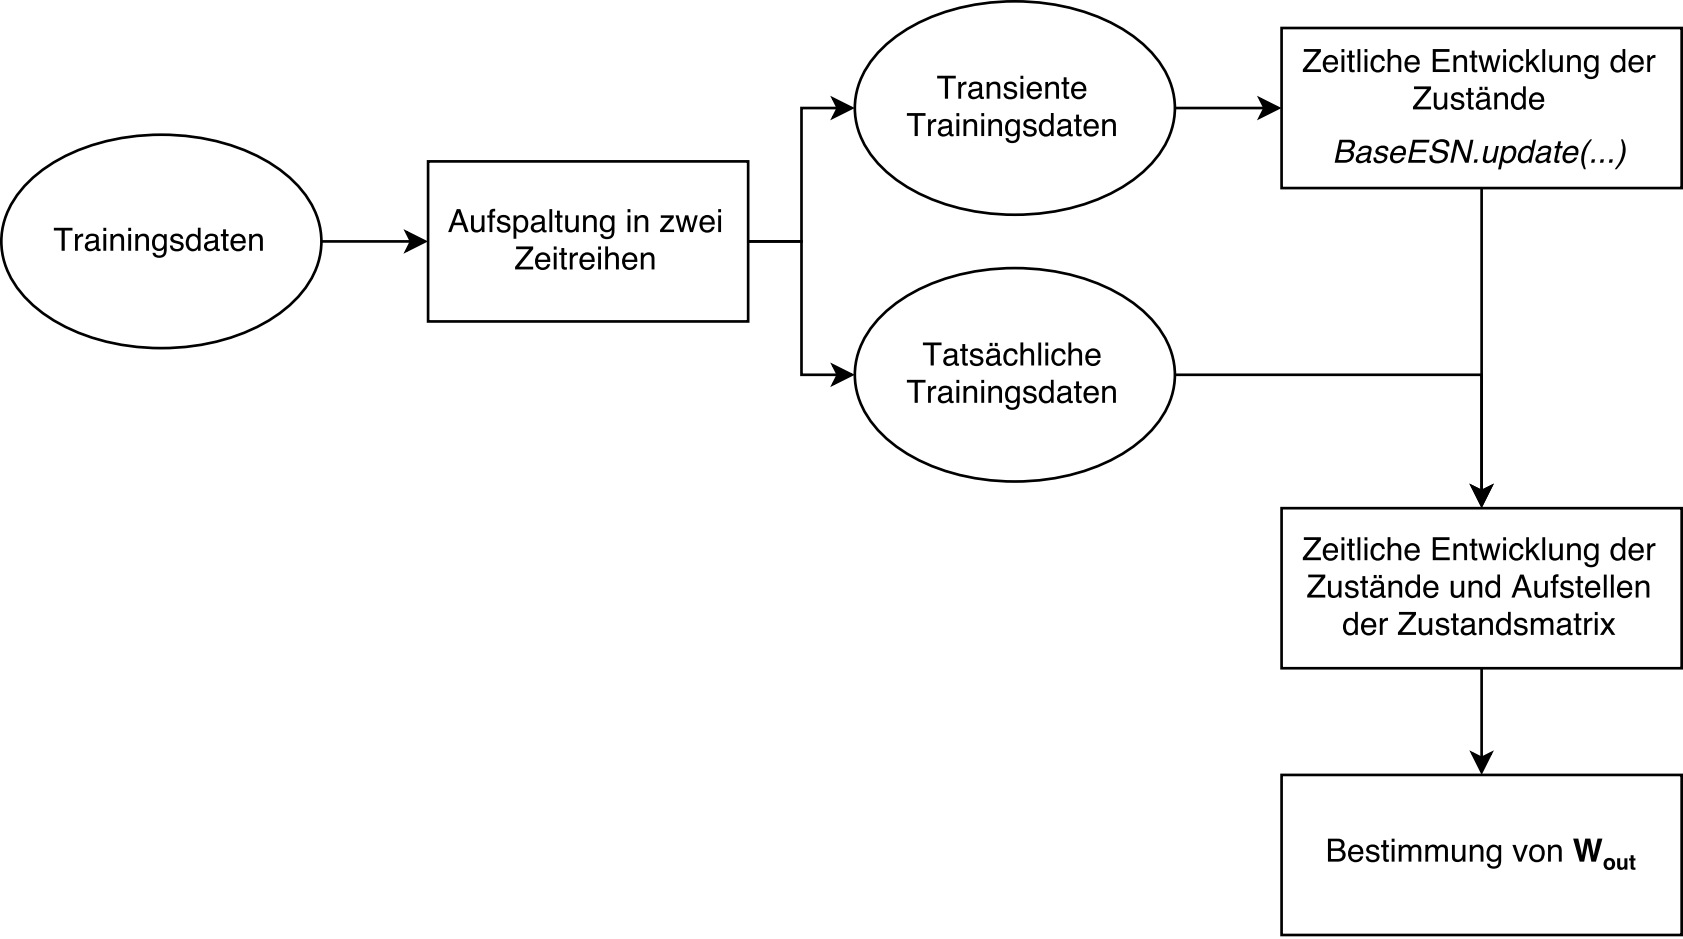 Trainingsdaten
Aufspaltung in zwei
Zeitreihen
Transiente
Trainingsdaten
Tatsächliche
Trainingsdaten
Zeitliche Entwicklung der
Zustände
BaseESN.update(...)
Zeitliche Entwicklung der
Zustände und Aufstellen
der Zustandsmatrix
Bestimmung von W_out